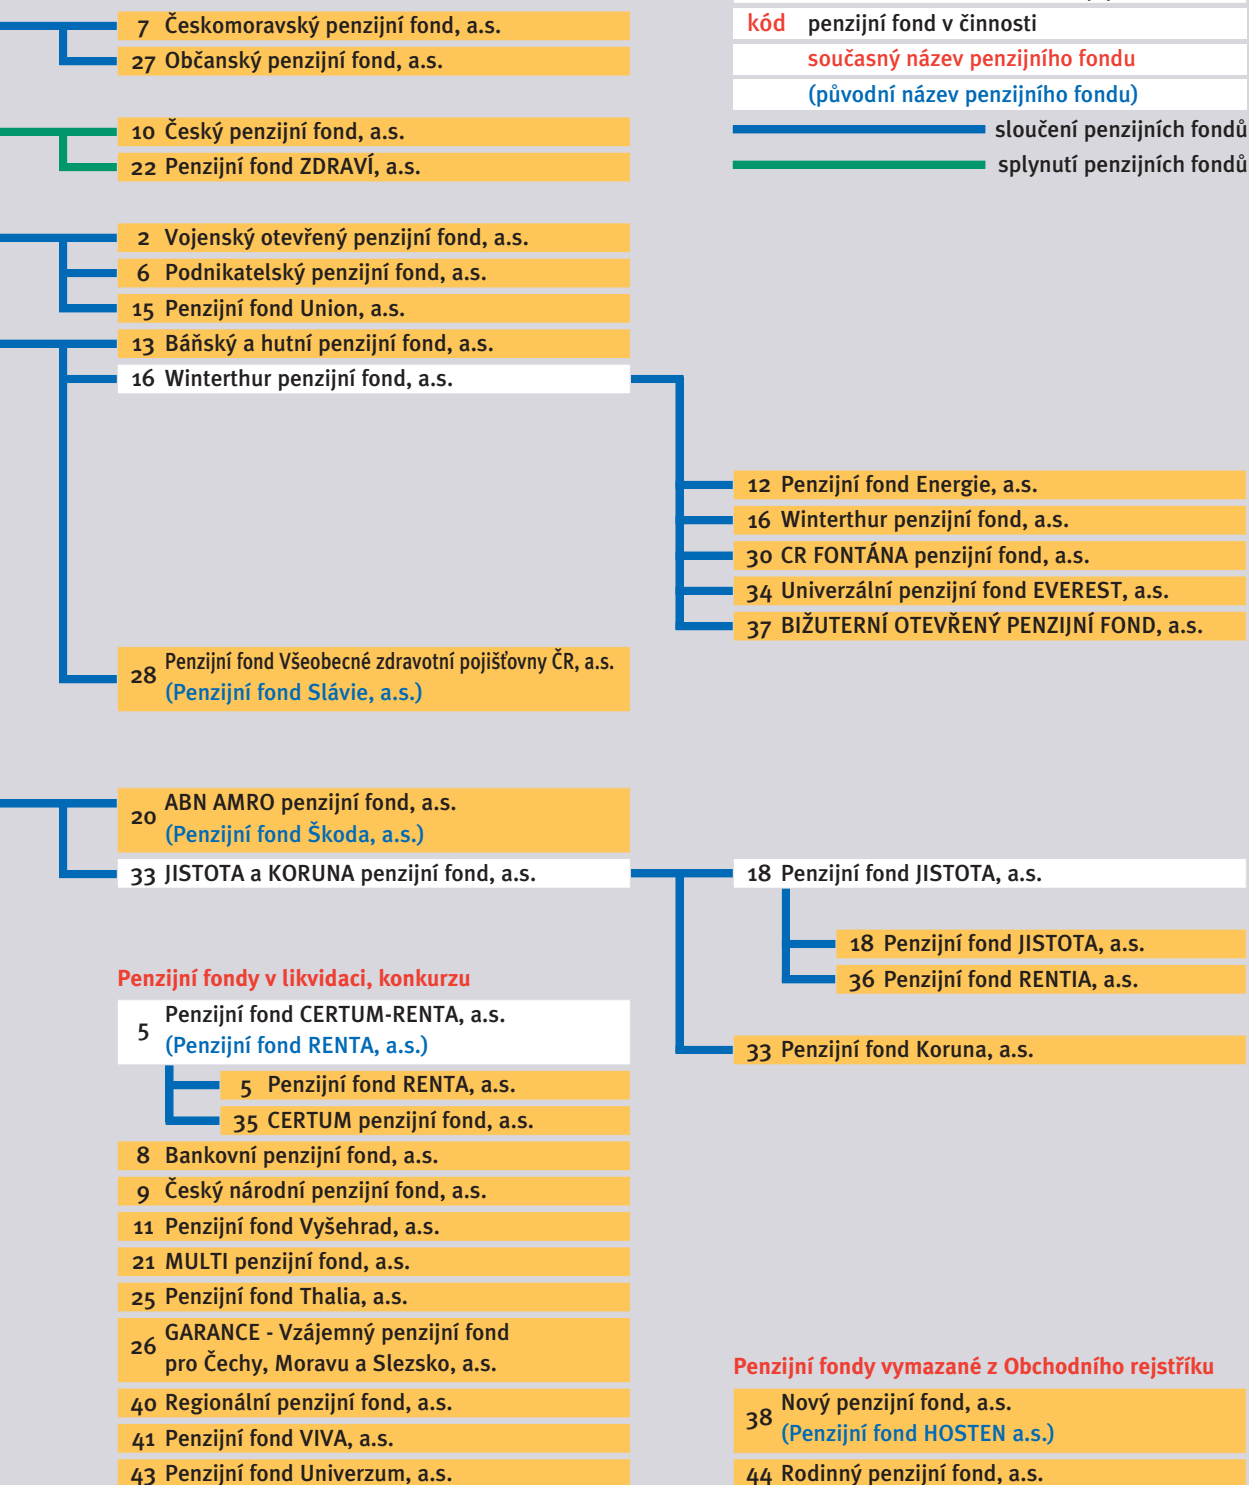 7 Českomoravský penzijní fond, a.s.
27 Občanský penzijní fond, a.s.
10 Český penzijní fond, a.s.
22 Penzijní fond ZDRAVÍ, a.s.
kód penzijní fond v činnosti
současný název penzijního fondu
(původní název penzijního fondu)
sloučení penzijních fondů
splynutí penzijních fondů
2 Vojenský otevřený penzijní fond, a.s.
6 Podnikatelský penzijní fond, a.s.
15 Penzijní fond Union, a.s.
13 Báňský a hutní penzijní fond, a.s.
16 Winterthur penzijní fond, a.s.
12 Penzijní fond Energie, a.s.
16 Winterthur penzijní fond, a.s.
30 CR FONTÁNA penzijní fond, a.s.
34 Univerzální penzijní fond EVEREST, a.s.
37 BIŽUTERNÍ OTEVŘENÝ PENZIJNÍ FOND, a.s.
28 Penzijní fond Všeobecné zdravotní pojišťovny ČR, a.s.
(Penzijní fond Slávie, a.s.)
20 ABN AMRO penzijní fond, a.s.
(Penzijní fond Škoda, a.s.)
33 JISTOTA a KORUNA penzijní fond, a.s.
18 Penzijní fond JISTOTA, a.s.
18 Penzijní fond JISTOTA, a.s.
36 Penzijní fond RENTIA, a.s.
33 Penzijní fond Koruna, a.s.
Penzijní fondy v likvidaci, konkurzu
5 Penzijní fond CERTUM-RENTA, a.s.
(Penzijní fond RENTA, a.s.)
5 Penzijní fond RENTA, a.s.
35 CERTUM penzijní fond, a.s.
8 Bankovní penzijní fond, a.s.
9 Český národní penzijní fond, a.s.
11 Penzijní fond Vyšehrad, a.s.
21 MULTI penzijní fond, a.s.
25 Penzijní fond Thalia, a.s.
26 GARANCE - Vzájemný penzijní fond
pro Čechy, Moravu a Slezsko, a.s.
40 Regionální penzijní fond, a.s.
41 Penzijní fond VIVA, a.s.
43 Penzijní fond Univerzum, a.s.
Penzijní fondy vymazané z Obchodního rejstříku
38 Nový penzijní fond, a.s.
(Penzijní fond HOSTEN a.s.)
44 Rodinný penzijní fond, a.s.